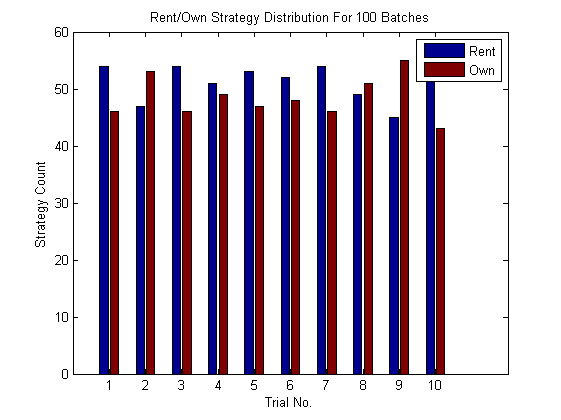 Rent/Own Strategy Distribution For 100 Batches
60
Rent
Own
50
40
30
20
10
0
Strategy Count
1 2 3 4 5 6 7 8 9 10
Trial No.